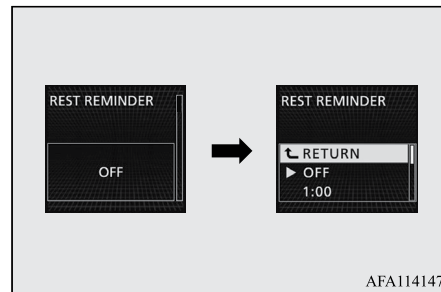 REST REMINDER
OFF
REST REMINDER
RETURN
OFF
1:00
AFA114147